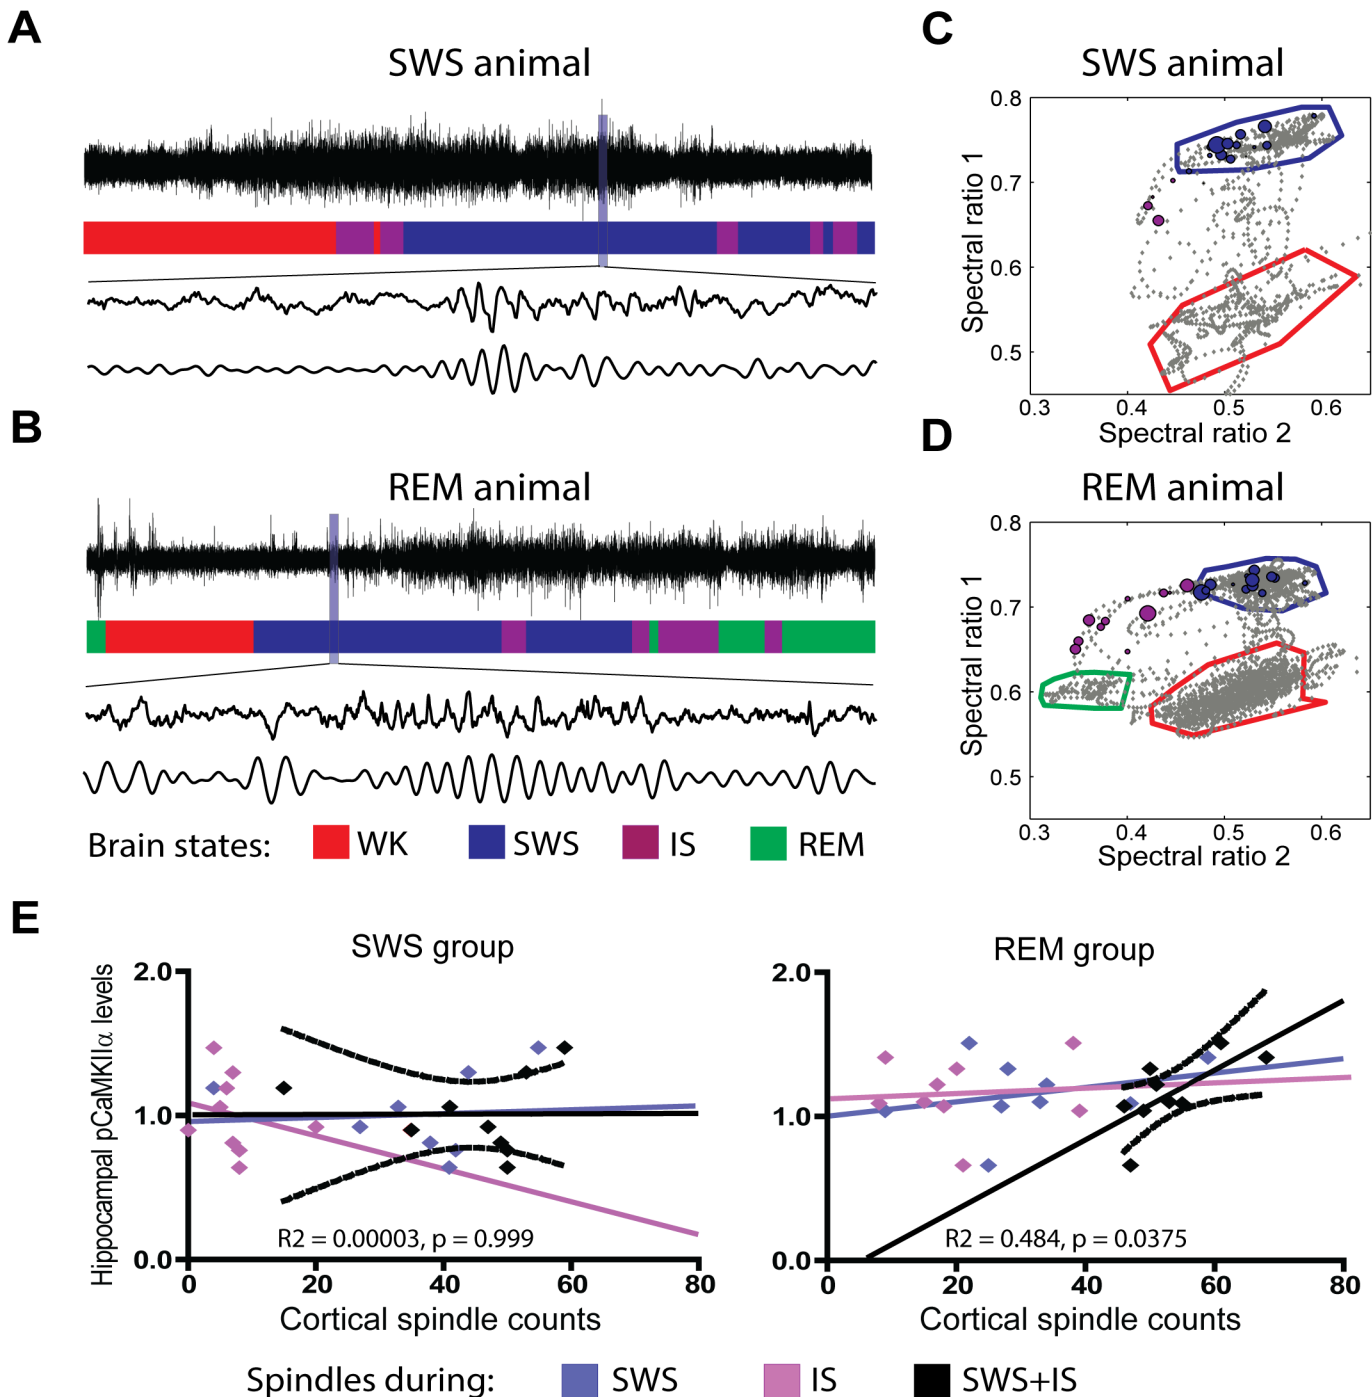 A
SWS animal
C
SWS animal
0.8
0.7
0.6
0.5
Spectral ratio 1
0.3 0.4 0.5 0.6
Spectral ratio 2
B
REM animal
D
REM animal
0.8
0.7
0.6
0.5
Spectral ratio 1
0.3 0.4 0.5 0.6
Spectral ratio 2
Brain states: WK SWS IS REM
E
SWS group
Hippocampal pCaMKIIα levels
2.0
1.0
0.0
R2 = 0.00003, p = 0.999
0 20 40 60 80
Cortical spindle counts
REM group
2.0
1.0
0.0
R2 = 0.484, p = 0.0375
0 20 40 60 80
Cortical spindle counts
Spindles during: SWS IS SWS+IS